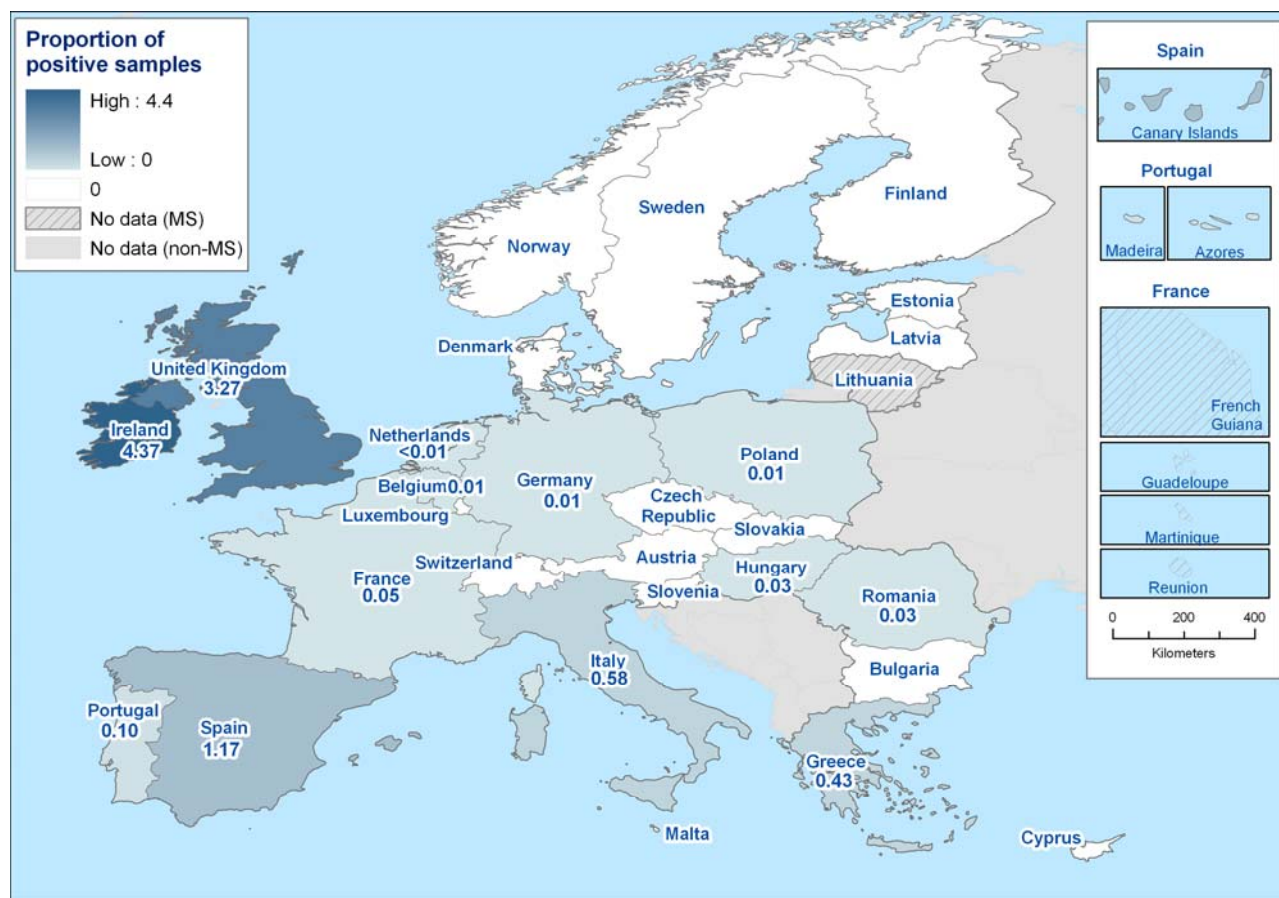 Proportion of
positive samples
High : 4.4
Low : 0
0
No data (MS)
No data (non-MS)
Sweden
Finland
Norway
Estonia
Latvia
Denmark
Lithuania
United Kingdom
3.27
Ireland
4.37
Netherlands
<0.01
Poland
0.01
Belgium 0.01
Germany
0.01
Czech
Republic
Luxembourg
Slovakia
Austria
Switzerland
Hungary
0.03
France
0.05
Slovenia
Romania
0.03
Italy
0.58
Bulgaria
Portugal
0.10
Spain
1.17
Greece
0.43
Malta
Cyprus
Spain
Canary Islands
Portugal
Madeira
Azores
France
French
Guiana
Guadeloupe
Martinique
Reunion
0 200 400
Kilometers